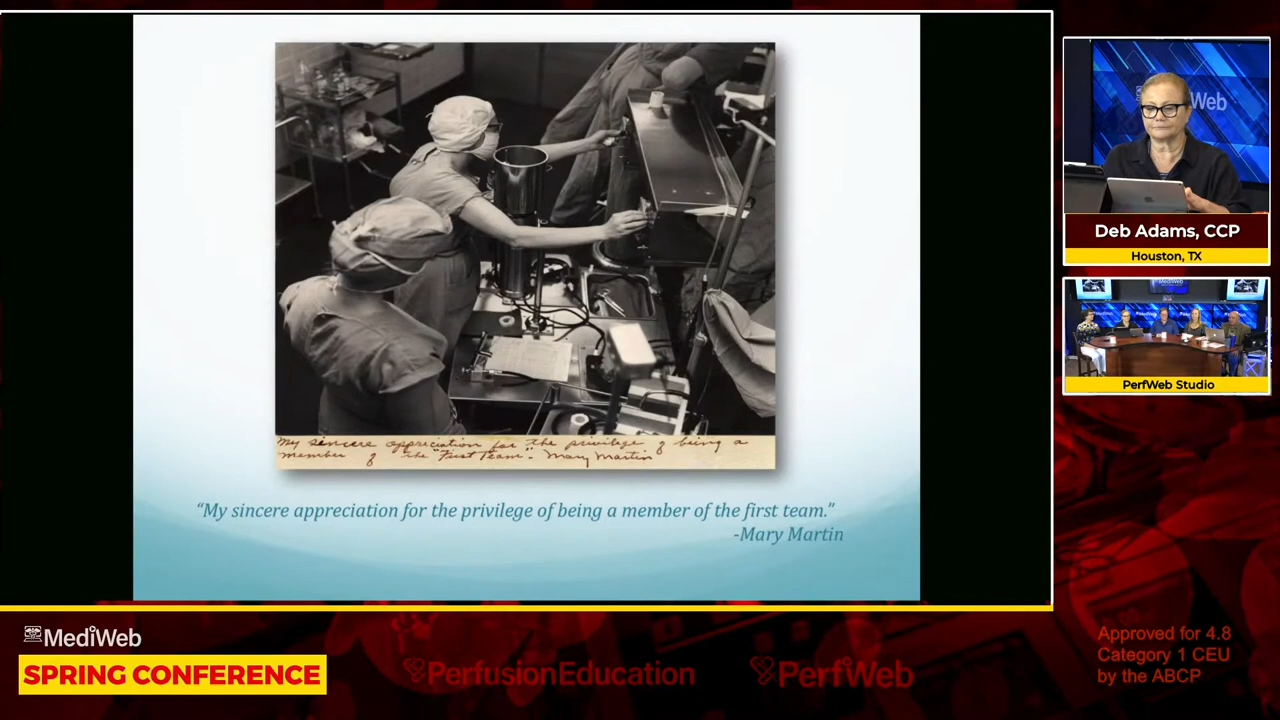 My sincere appreciation for the privilege of being a
member of the "First Team". Mary Martin
“My sincere appreciation for the privilege of being a member of the first team.”
-Mary Martin
Web
Deb Adams, CCP
Houston, TX
PerfWeb Studio
MediWeb
SPRING CONFERENCE
PerfusionEducation
PerfWeb
Approved for 4.8
Category 1 CEU
by the ABCP